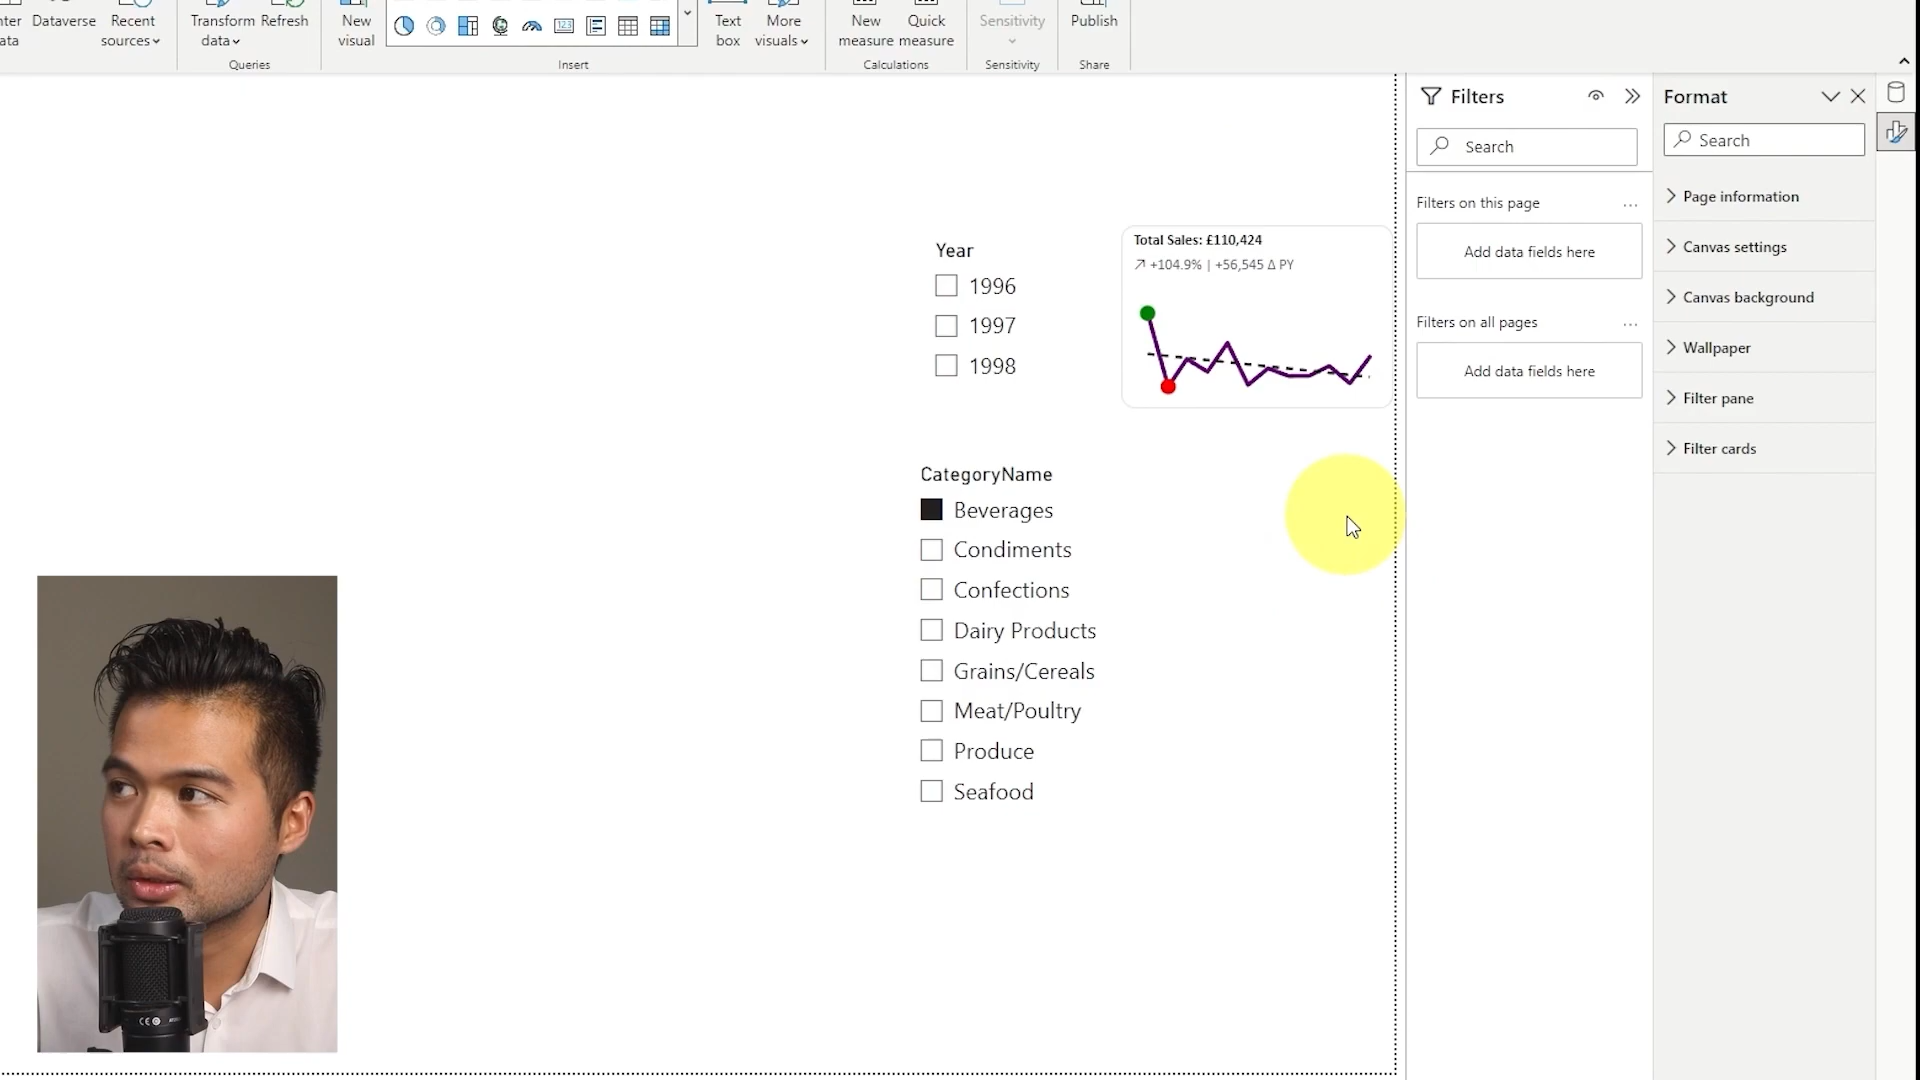 Dataverse
Recent
sources
Transform
data
Refresh
New
visual
Text
box
More
visuals
New
measure
Quick
measure
Sensitivity
Publish
Queries
Insert
Calculations
Sensitivity
Share
123
Filters
Search
Filters on this page
...
Add data fields here
Filters on all pages
...
Add data fields here
Format
Search
Page information
Canvas settings
Canvas background
Wallpaper
Filter pane
Filter cards
Year
1996
1997
1998
Total Sales: £110,424
↗ +104.9% | +56,545 Δ PY
CategoryName
Beverages
Condiments
Confections
Dairy Products
Grains/Cereals
Meat/Poultry
Produce
Seafood